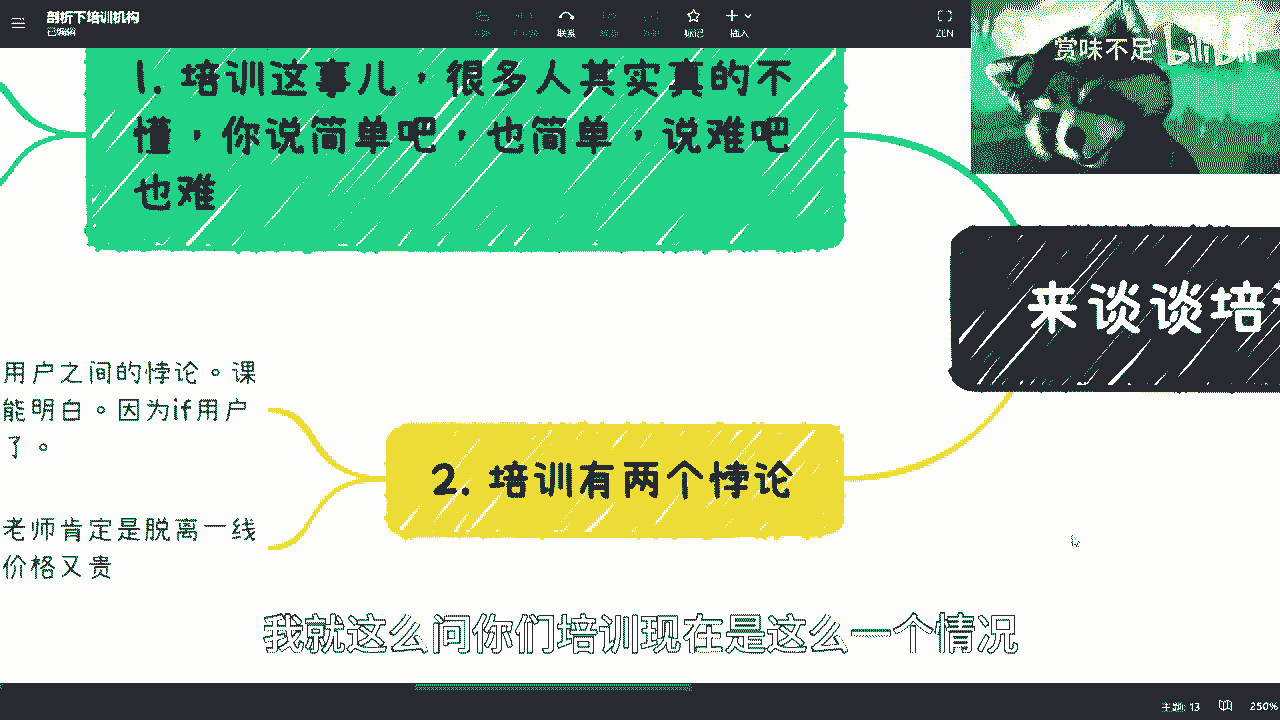 剖析下培训机构
已编辑
联系
标记
插入
ZEN
赏味不足 bilibili
1. 培训这事儿，很多人其实真的不
懂，你说简单吧，也简单，说难吧
也难
来谈谈培
用户之间的悖论。课
能明白。因为if用户
了。
2. 培训有两个悖论
老师肯定是脱离一线
价格又贵
我就这么问你们培训现在是这么一个情况
主题: 13
250%